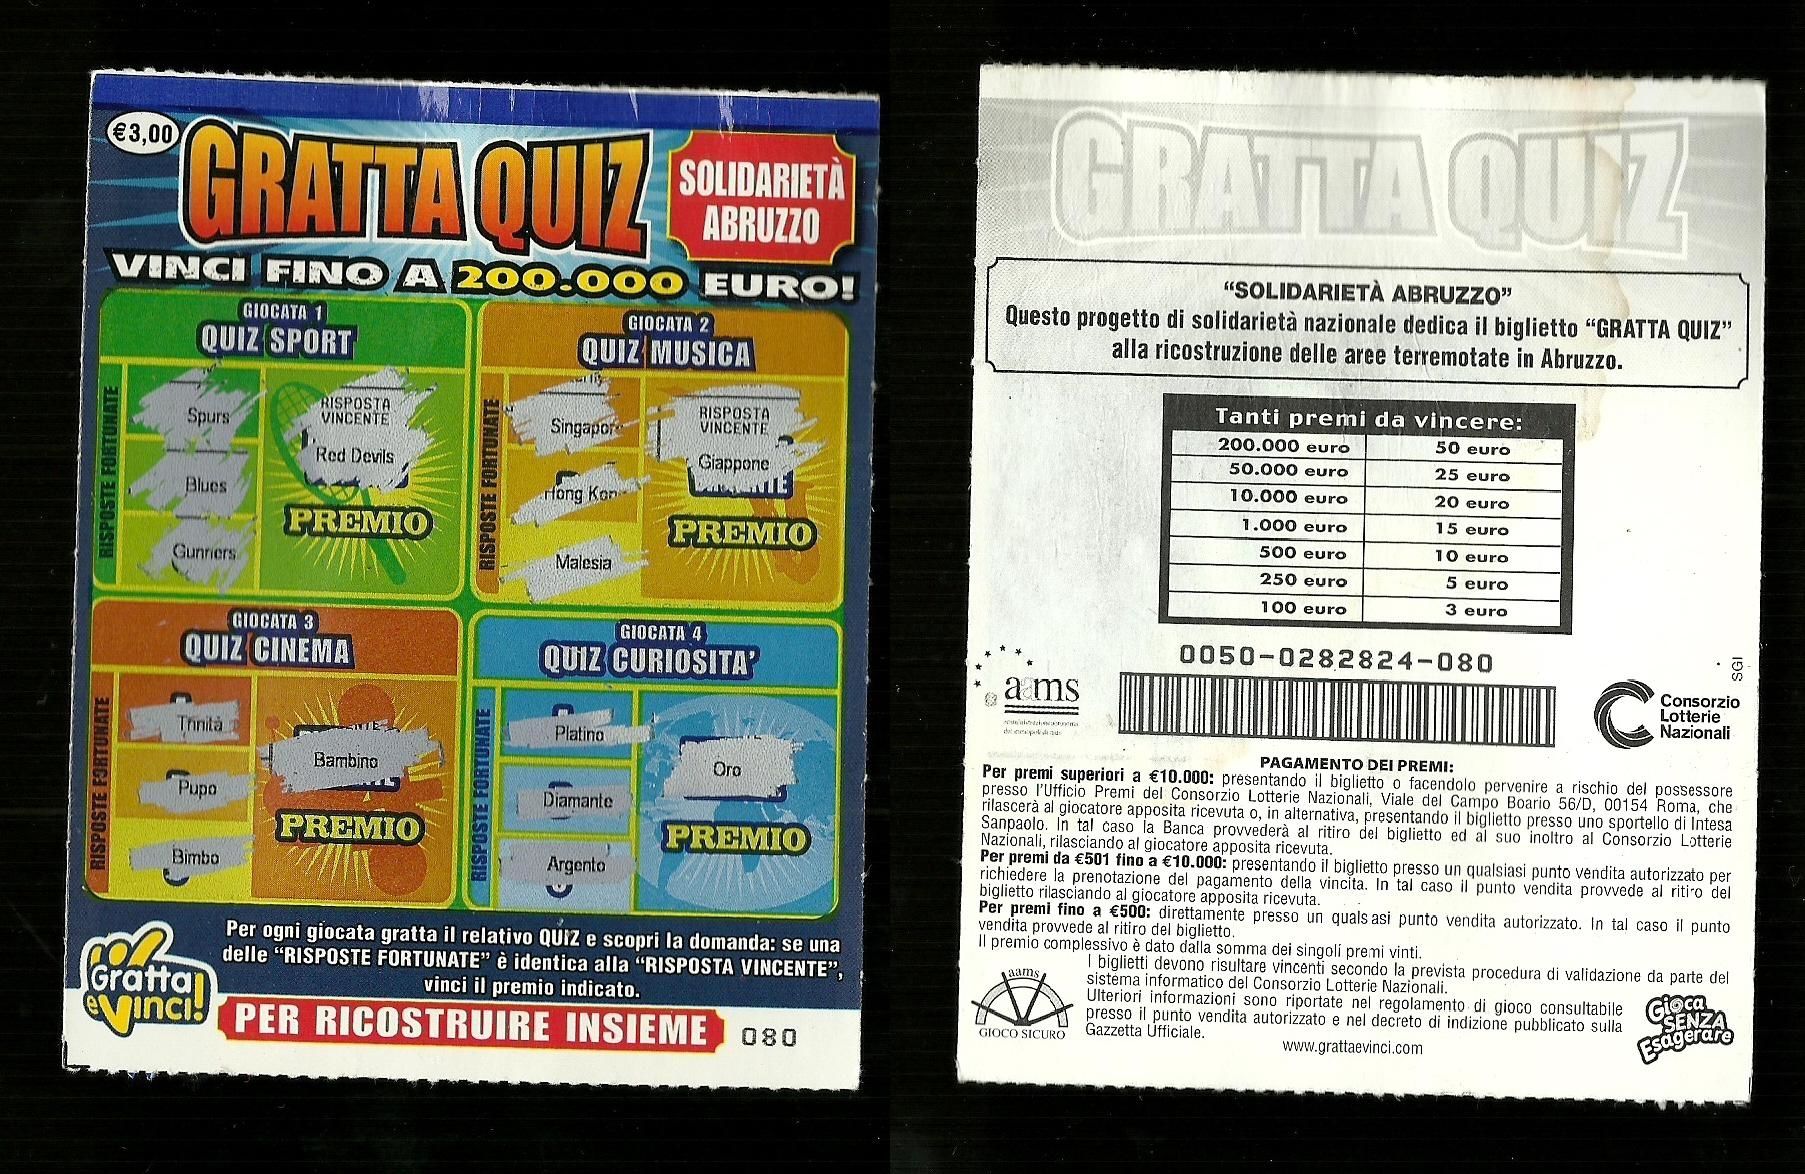 €3,00
GRATTA QUIZ
SOLIDARIETÀ
ABRUZZO
VINCI FINO A 200.000 EURO!
GIOCATA 1
QUIZ SPORT
RISPOSTE FORTUNATE
Spurs
Blues
Gunners
RISPOSTA
VINCENTE
Red Devils
PREMIO
GIOCATA 2
QUIZ MUSICA
RISPOSTE FORTUNATE
Singapor
Hong Kon
Malesia
RISPOSTA
VINCENTE
Giappone
PREMIO
GIOCATA 3
QUIZ CINEMA
RISPOSTE FORTUNATE
Trinità
Pupo
Bimbo
Bambino
PREMIO
GIOCATA 4
QUIZ CURIOSITA'
RISPOSTE FORTUNATE
Platino
Diamante
Argento
Oro
PREMIO
Per ogni giocata gratta il relativo QUIZ e scopri la domanda: se una
delle “RISPOSTE FORTUNATE” è identica alla “RISPOSTA VINCENTE”,
vinci il premio indicato.
Gratta
e Vinci!
PER RICOSTRUIRE INSIEME
080
GRATTA QUIZ
“SOLIDARIETÀ ABRUZZO”
Questo progetto di solidarietà nazionale dedica il biglietto “GRATTA QUIZ”
alla ricostruzione delle aree terremotate in Abruzzo.
Tanti premi da vincere:
200.000 euro 50 euro
50.000 euro 25 euro
10.000 euro 20 euro
1.000 euro 15 euro
500 euro 10 euro
250 euro 5 euro
100 euro 3 euro
0050-0282824-080
SGI
aams
Consorzio
Lotterie
Nazionali
PAGAMENTO DEI PREMI:
Per premi superiori a €10.000: presentando il biglietto o facendolo pervenire a rischio del possessore
presso l'Ufficio Premi del Consorzio Lotterie Nazionali, Viale del Campo Boario 56/D, 00154 Roma, che
rilascerà al giocatore apposita ricevuta o, in alternativa, presentando il biglietto presso uno sportello di Intesa
Sanpaolo. In tal caso la Banca provvederà al ritiro del biglietto ed al suo inoltro al Consorzio Lotterie
Nazionali, rilasciando al giocatore apposita ricevuta.
Per premi da €501 fino a €10.000: presentando il biglietto presso un qualsiasi punto vendita autorizzato per
richiedere la prenotazione del pagamento della vincita. In tal caso il punto vendita provvede al ritiro del
biglietto rilasciando al giocatore apposita ricevuta.
Per premi fino a €500: direttamente presso un qualsiasi punto vendita autorizzato. In tal caso il punto
vendita provvede al ritiro del biglietto.
Il premio complessivo è dato dalla somma dei singoli premi vinti.
I biglietti devono risultare vincenti secondo la prevista procedura di validazione da parte del
sistema informatico del Consorzio Lotterie Nazionali.
Ulteriori informazioni sono riportate nel regolamento di gioco consultabile
presso il punto vendita autorizzato e nel decreto di indizione pubblicato sulla
Gazzetta Ufficiale.
www.grattaevinci.com
aams
GIOCO SICURO
Gioca
SENZA
Esagerare